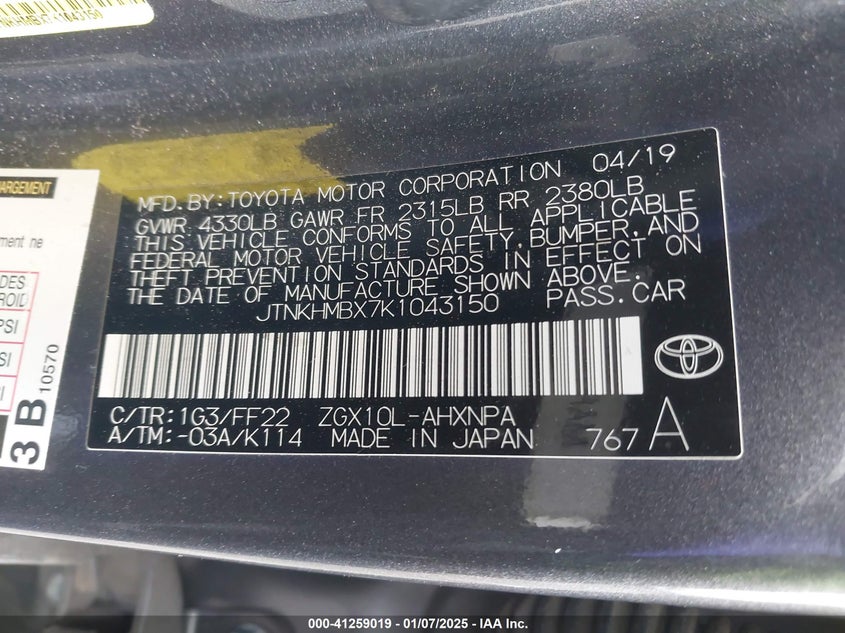 MFD. BY: TOYOTA MOTOR CORPORATION 04/19
GVWR 4330LB GAWR FR 2315LB RR 2380LB
THIS VEHICLE CONFORMS TO ALL APPLICABLE
FEDERAL MOTOR VEHICLE SAFETY, BUMPER, AND
THEFT PREVENTION STANDARDS IN EFFECT ON
THE DATE OF MANUFACTURE SHOWN ABOVE.
JTNKHMBX7K1043150 PASS. CAR
C/TR: 1G3/FF22 ZGX10L-AHXNPA
A/TM: -03A/K114 MADE IN JAPAN 767 A
ment ne
PSI
3B 10570
000-41259019 - 01/07/2025 - IAA Inc.